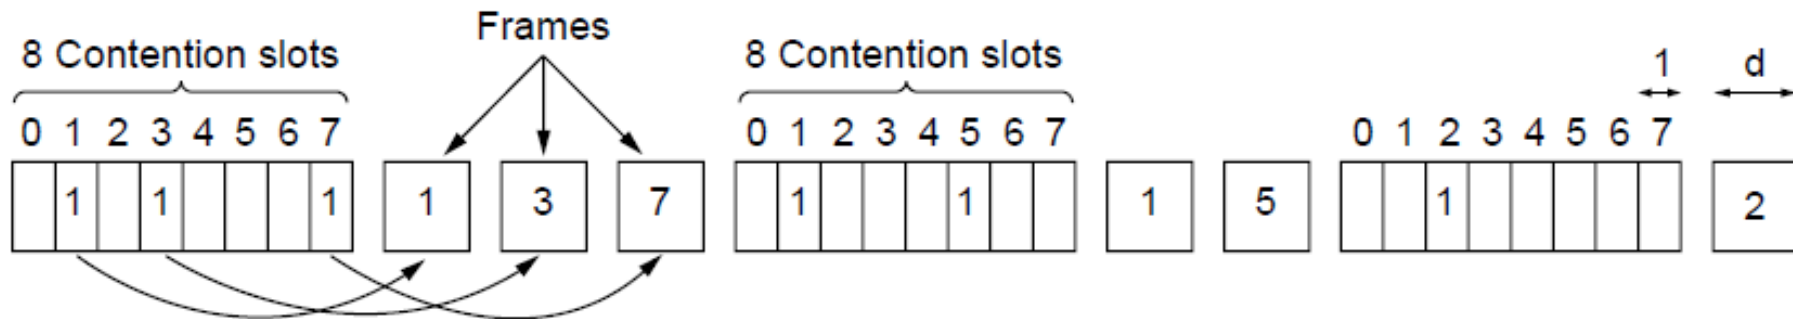 Frames
8 Contention slots 8 Contention slots 1 d
0 1 2 3 4 5 6 7 0 1 2 3 4 5 6 7 0 1 2 3 4 5 6 7
1 1 1 1 3 7 1 1 1 5 1 2